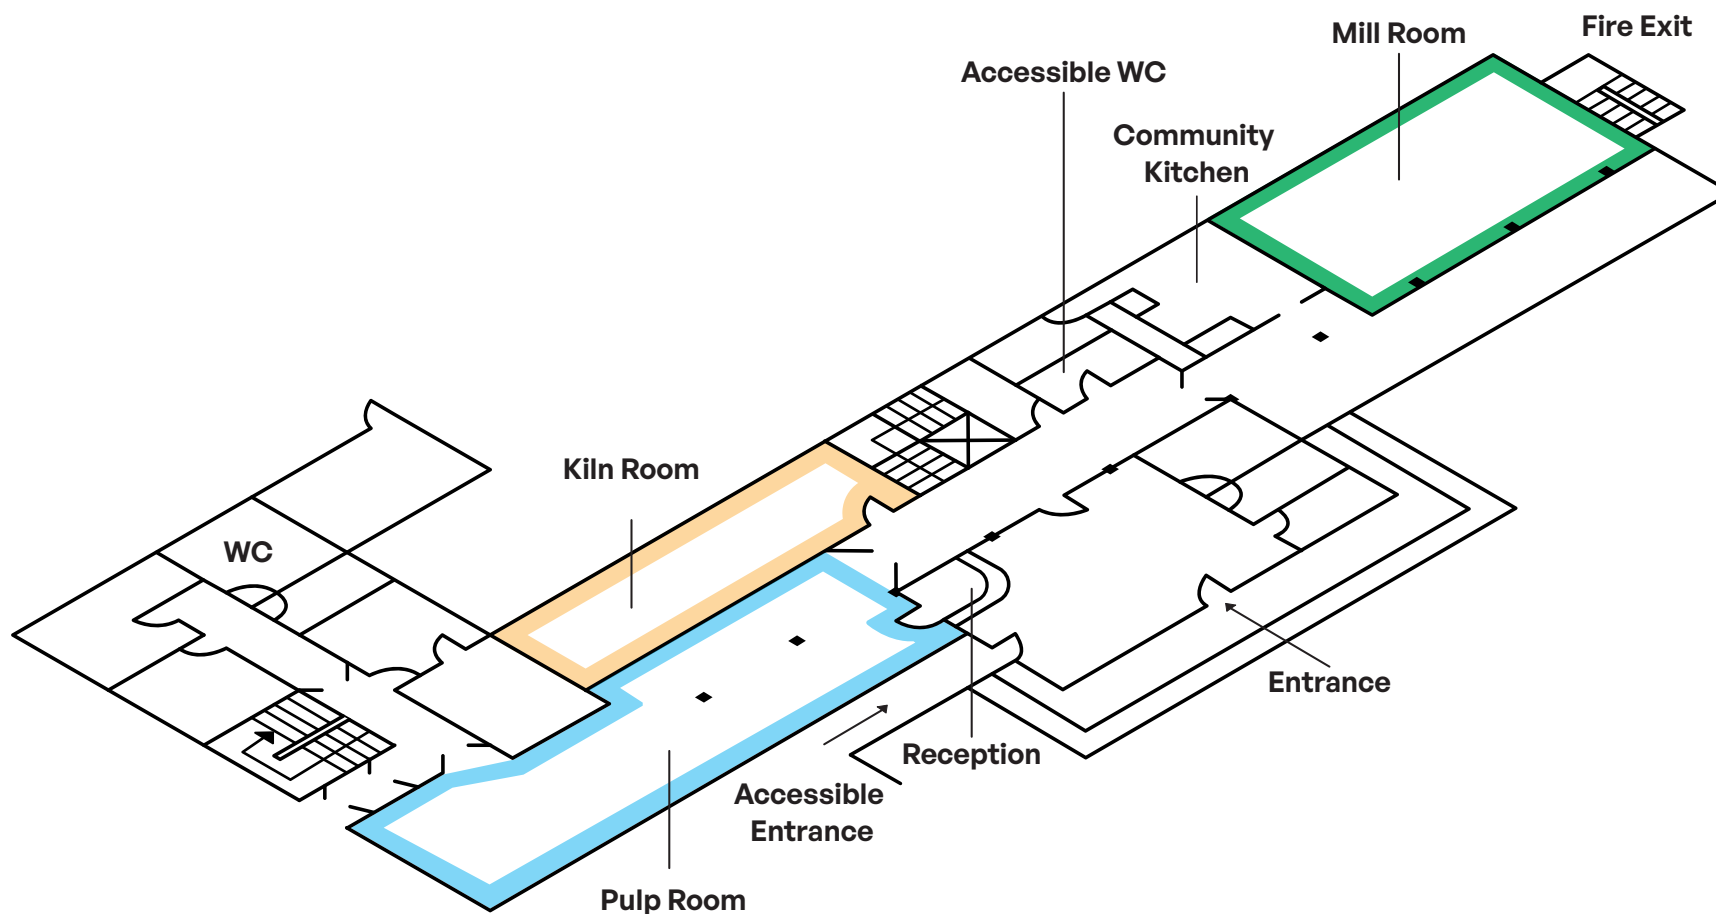 Fire Exit
Mill Room
Accessible WC
Community
Kitchen
Kiln Room
WC
Entrance
Reception
Accessible
Entrance
Pulp Room